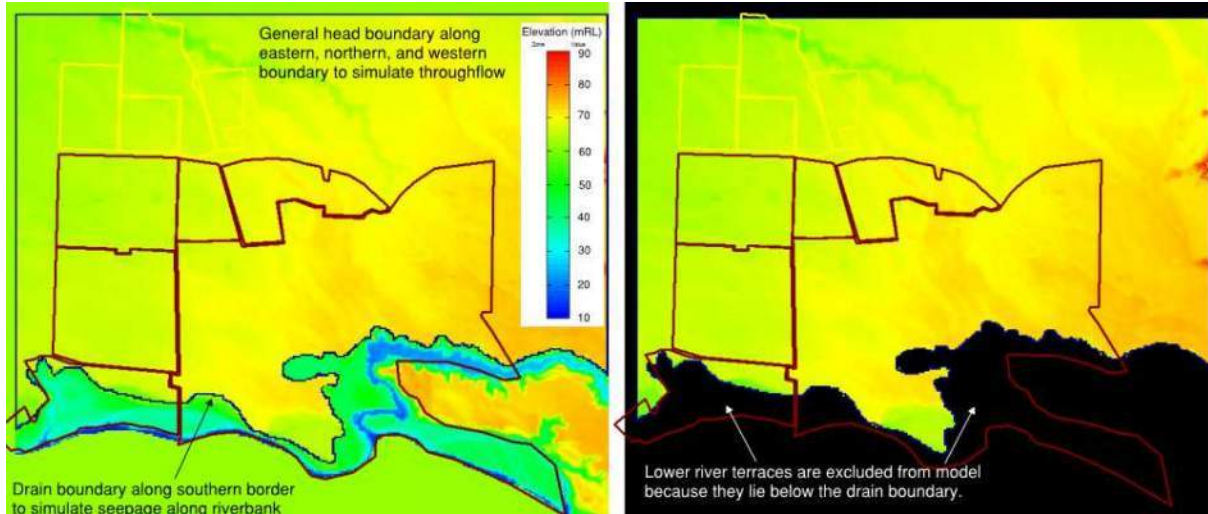 General head boundary along
eastern, northern, and western
boundary to simulate throughflow
Elevation (mRL)
Zone Value
90
80
70
60
50
40
30
20
10
Drain boundary along southern border
to simulate seepage along riverbank
Lower river terraces are excluded from model
because they lie below the drain boundary.